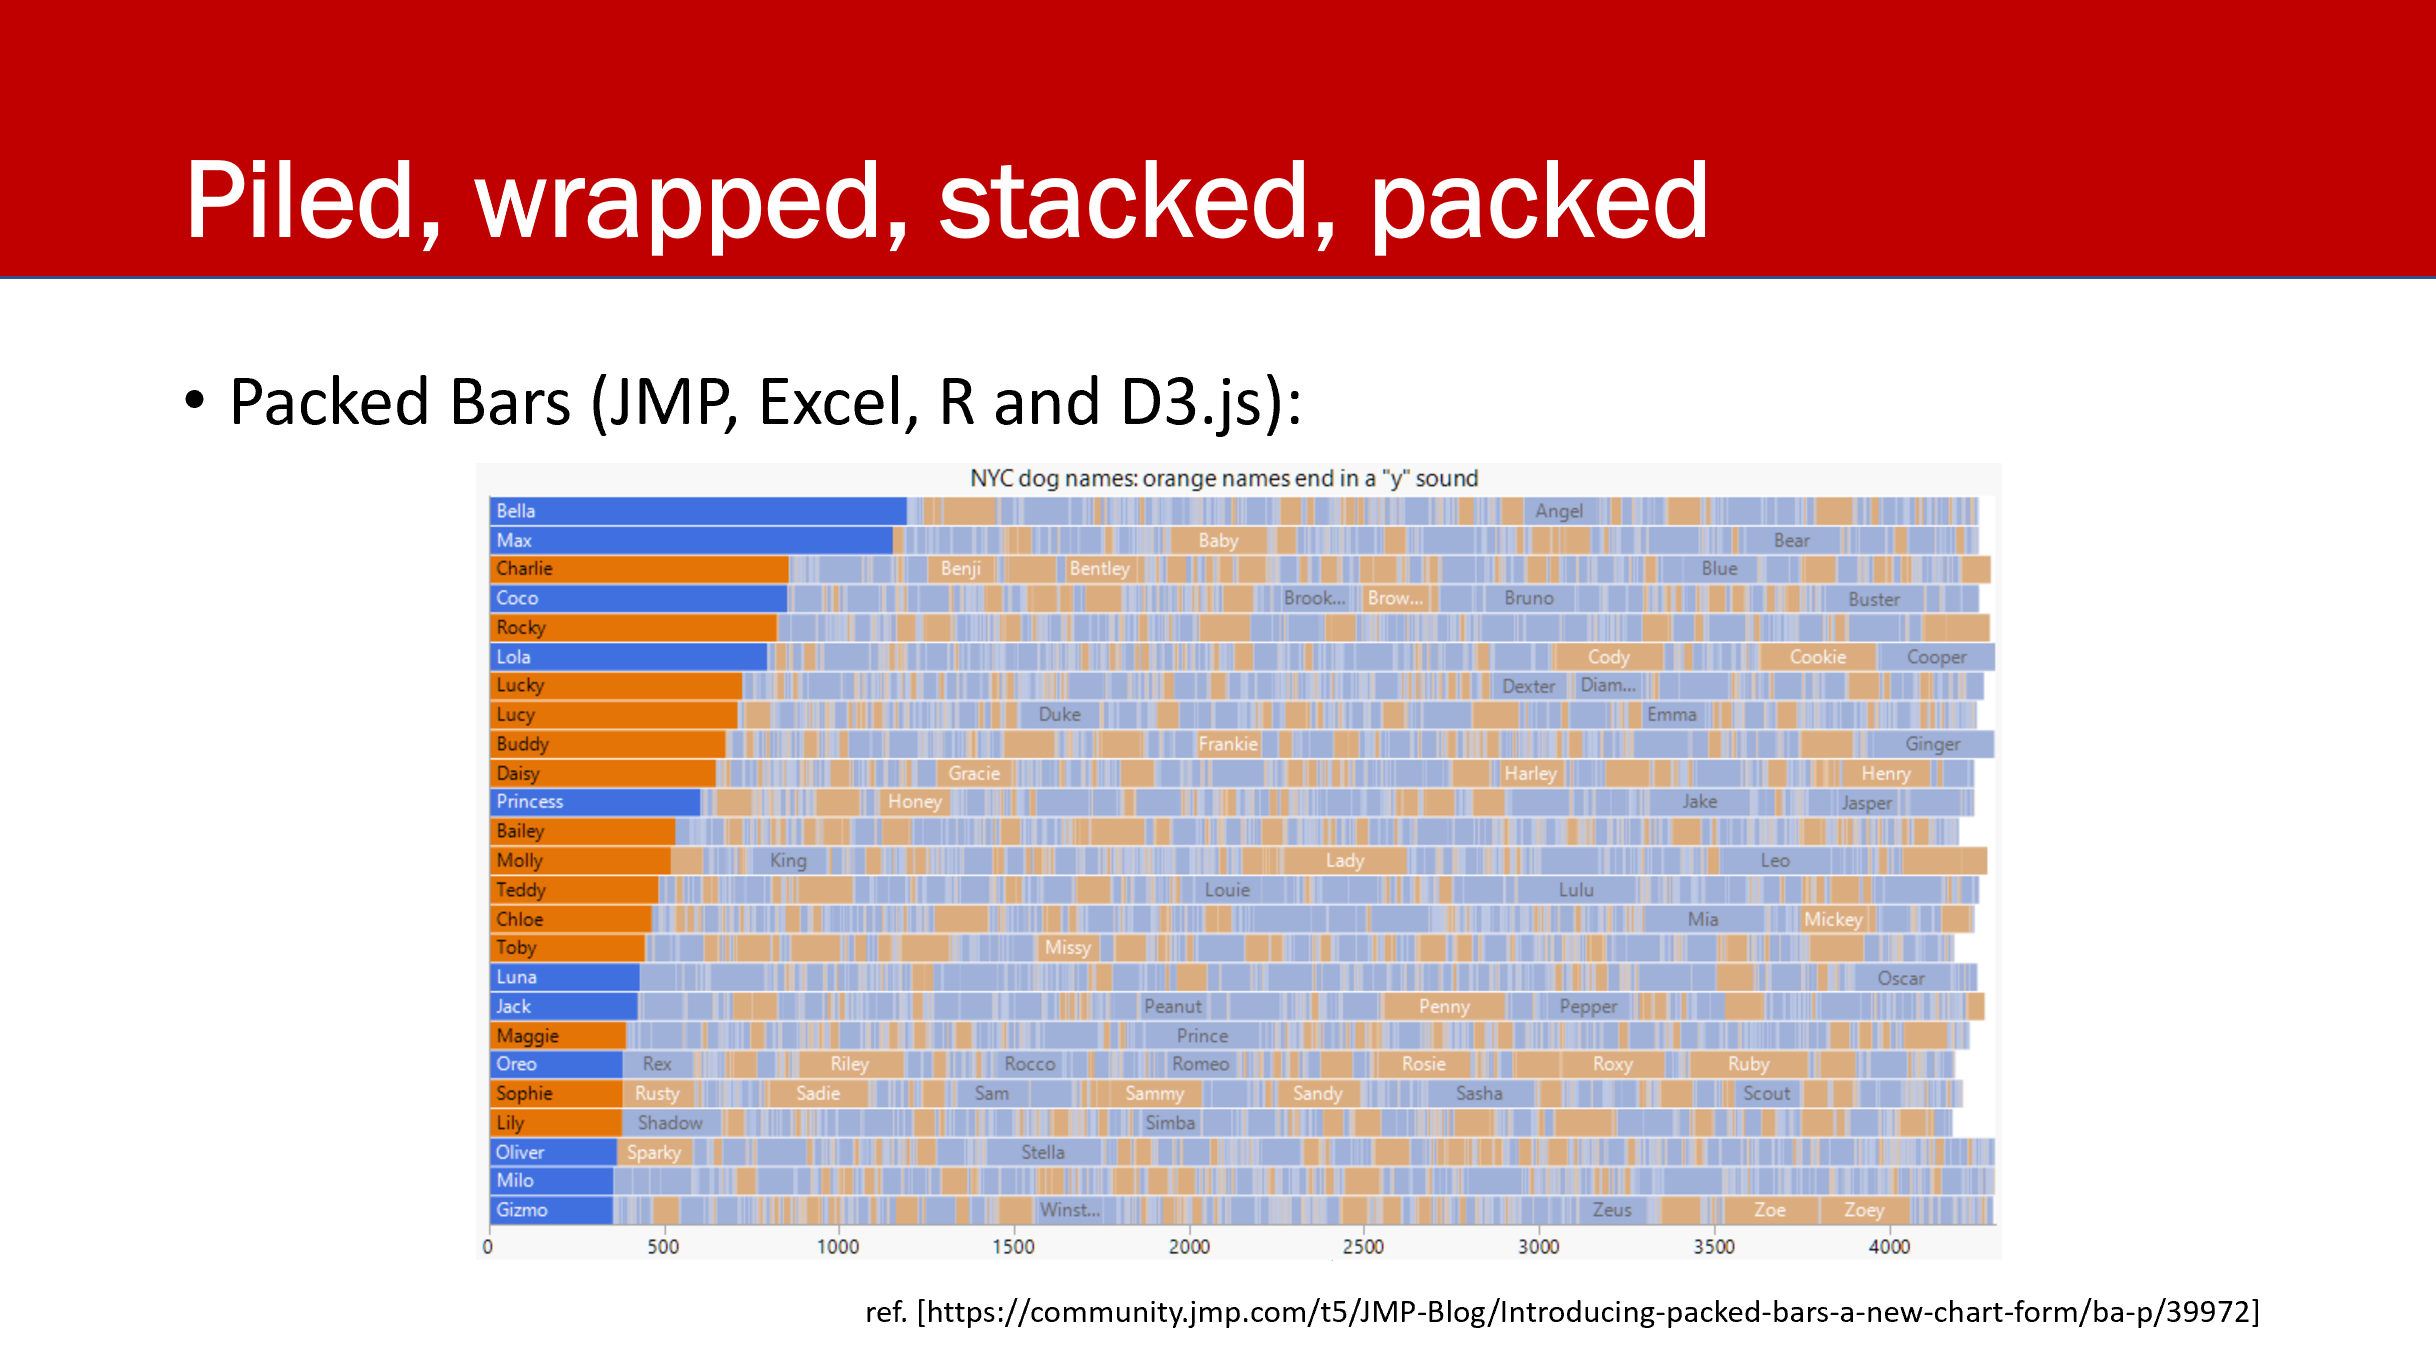 Piled, wrapped, stacked, packed
• Packed Bars (JMP, Excel, R and D3.js):
NYC dog names: orange names end in a "y" sound
Bella Angel
Max Baby Bear
Charlie Benji Bentley Blue
Coco Brook... Brow... Bruno Buster
Rocky
Lola Cody Cookie Cooper
Lucky Dexter Diam...
Lucy Duke Emma
Buddy Frankie Ginger
Daisy Gracie Harley Henry
Princess Honey Jake Jasper
Bailey
Molly King Lady Leo
Teddy Louie Lulu
Chloe Mia Mickey
Toby Missy
Luna Oscar
Jack Peanut Penny Pepper
Maggie Prince
Oreo Rex Riley Rocco Romeo Rosie Roxy Ruby
Sophie Rusty Sadie Sam Sammy Sandy Sasha Scout
Lily Shadow Simba
Oliver Sparky Stella
Milo
Gizmo Winst... Zeus Zoe Zoey
0 500 1000 1500 2000 2500 3000 3500 4000
ref. [https://community.jmp.com/t5/JMP-Blog/Introducing-packed-bars-a-new-chart-form/ba-p/39972]